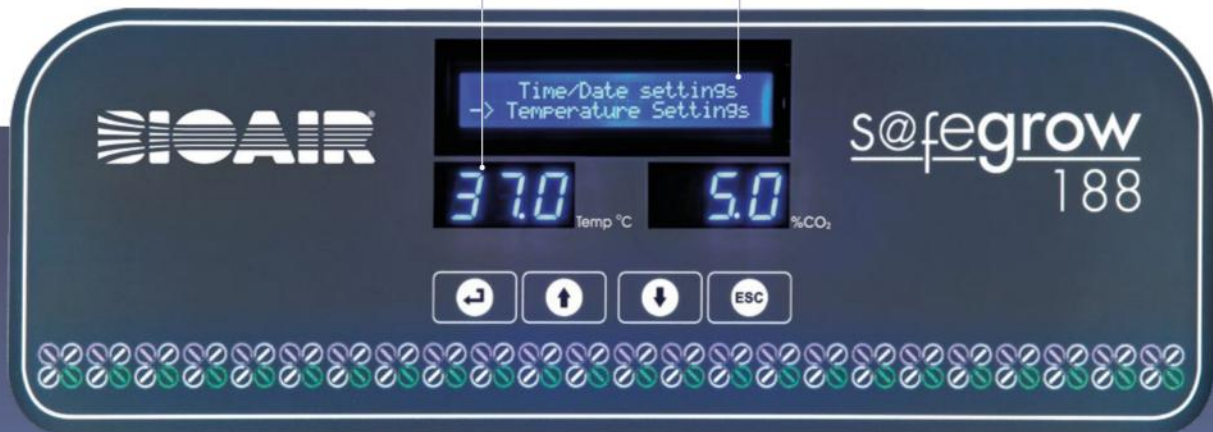 Time/Date settings
-> Temperature Settings
BIOAIR®
s@fegrow
188
37.0 Temp °C
5.0 %CO₂
ESC